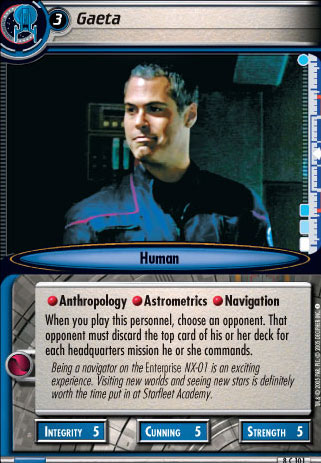 3 Gaeta
Human
Anthropology Astrometrics Navigation
When you play this personnel, choose an opponent. That
opponent must discard the top card of his or her deck for
each headquarters mission he or she commands.
Being a navigator on the Enterprise NX-01 is an exciting
experience. Visiting new worlds and seeing new stars is definitely
worth the time put in at Starfleet Academy.
INTEGRITY 5 CUNNING 5 STRENGTH 5